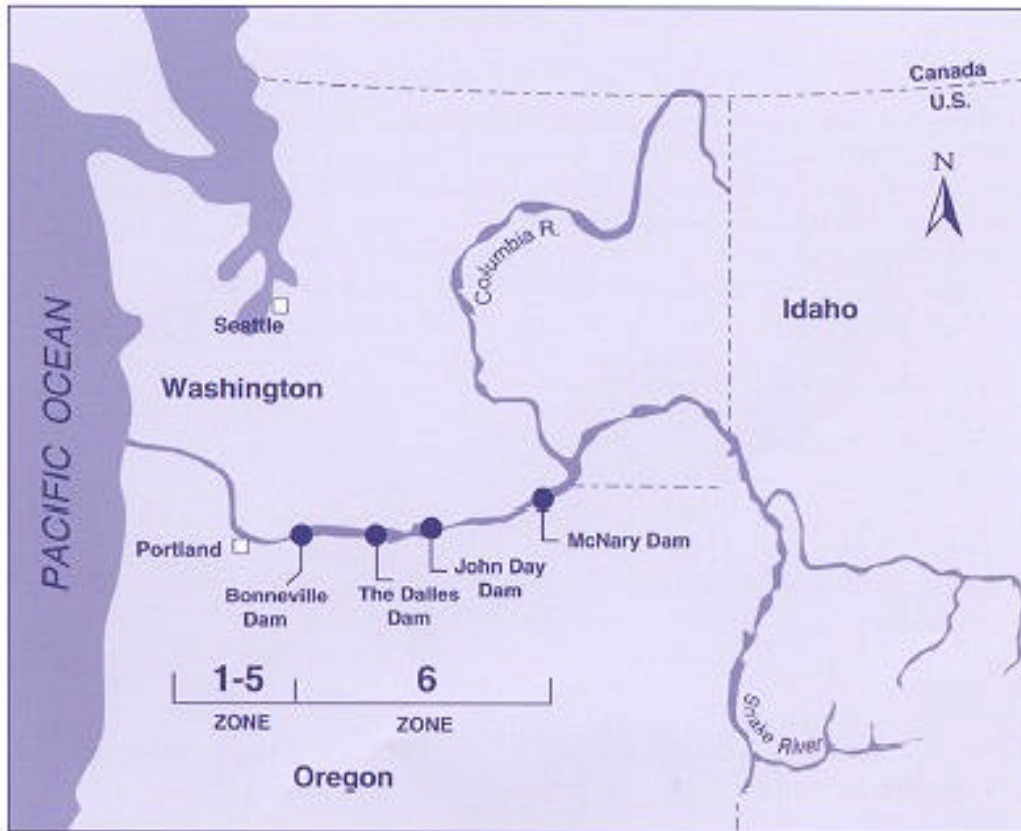 Canada
U.S.
N
Columbia R.
Idaho
Seattle
Washington
PACIFIC OCEAN
Portland
McNary Dam
John Day
Dam
The Dalles
Dam
Bonneville
Dam
1-5
ZONE
6
ZONE
Snake River
Oregon